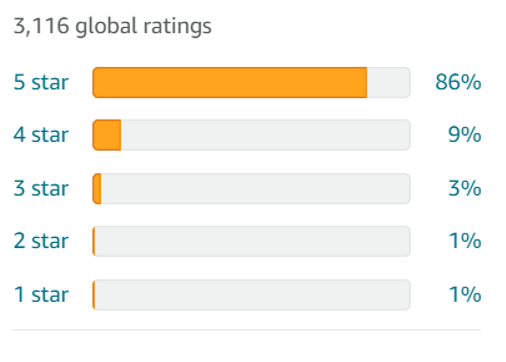 3,116 global ratings
5 star 86%
4 star 9%
3 star 3%
2 star 1%
1 star 1%